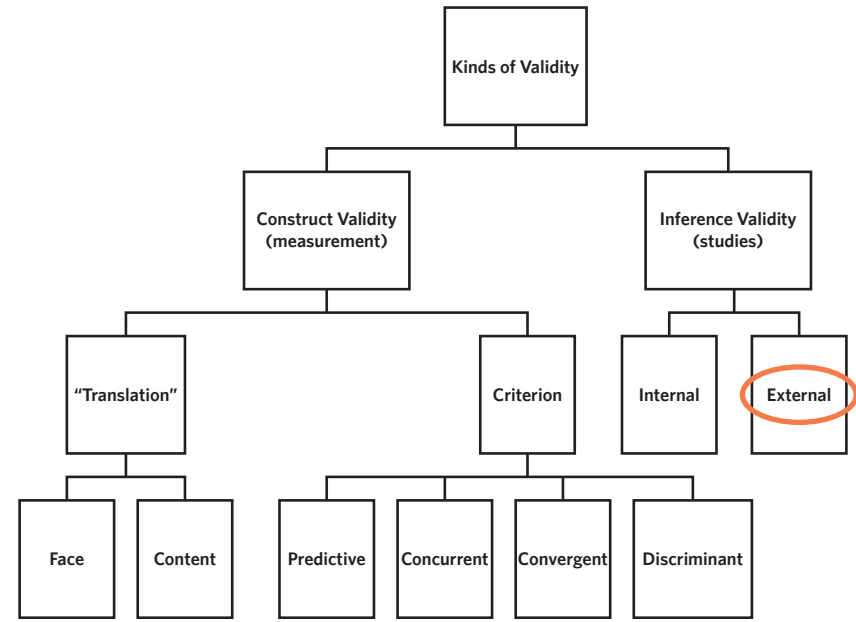 Kinds of Validity
Construct Validity
(measurement)
Inference Validity
(studies)
“Translation”
Criterion
Internal
External
Face
Content
Predictive
Concurrent
Convergent
Discriminant